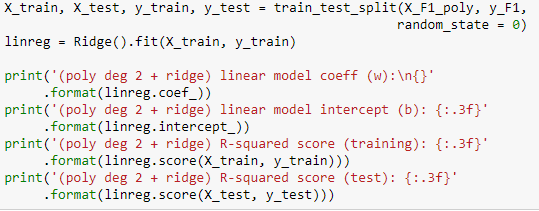 X_train, X_test, y_train, y_test = train_test_split(X_F1_poly, y_F1,
random_state = 0)
linreg = Ridge().fit(X_train, y_train)
print('(poly deg 2 + ridge) linear model coeff (w):\n{}'
.format(linreg.coef_))
print('(poly deg 2 + ridge) linear model intercept (b): {:.3f}'
.format(linreg.intercept_))
print('(poly deg 2 + ridge) R-squared score (training): {:.3f}'
.format(linreg.score(X_train, y_train)))
print('(poly deg 2 + ridge) R-squared score (test): {:.3f}'
.format(linreg.score(X_test, y_test)))